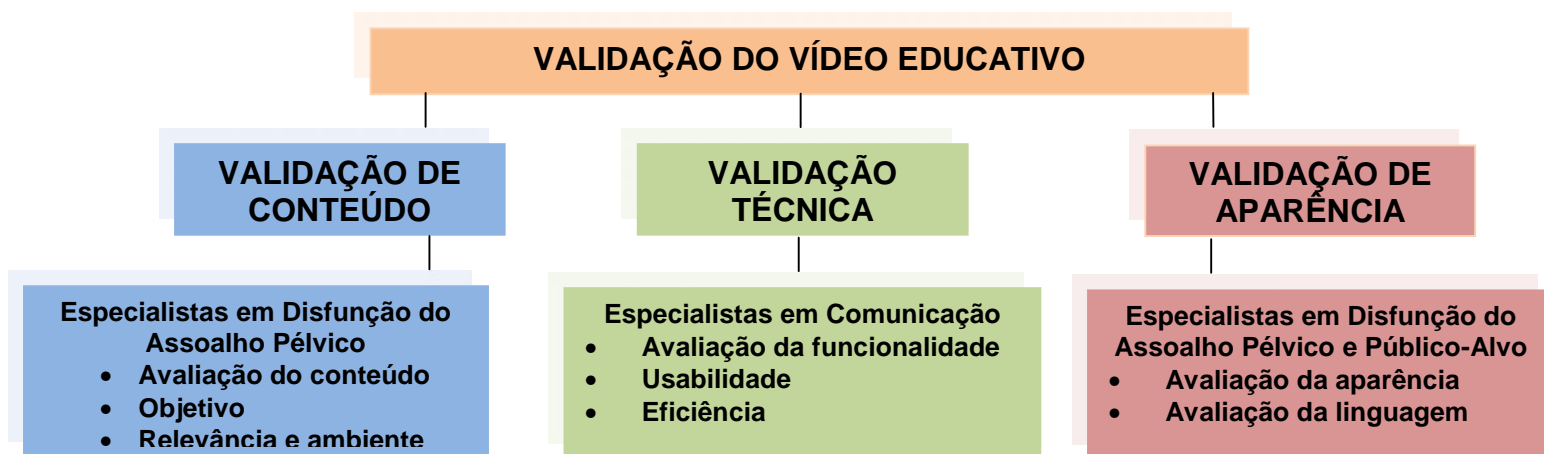 VALIDAÇÃO DO VÍDEO EDUCATIVO
VALIDAÇÃO DE
CONTEÚDO
Especialistas em Disfunção do
Assoalho Pélvico
• Avaliação do conteúdo
• Objetivo
• Relevância e ambiente
VALIDAÇÃO
TÉCNICA
Especialistas em Comunicação
• Avaliação da funcionalidade
• Usabilidade
• Eficiência
VALIDAÇÃO DE
APARÊNCIA
Especialistas em Disfunção do
Assoalho Pélvico e Público-Alvo
• Avaliação da aparência
• Avaliação da linguagem